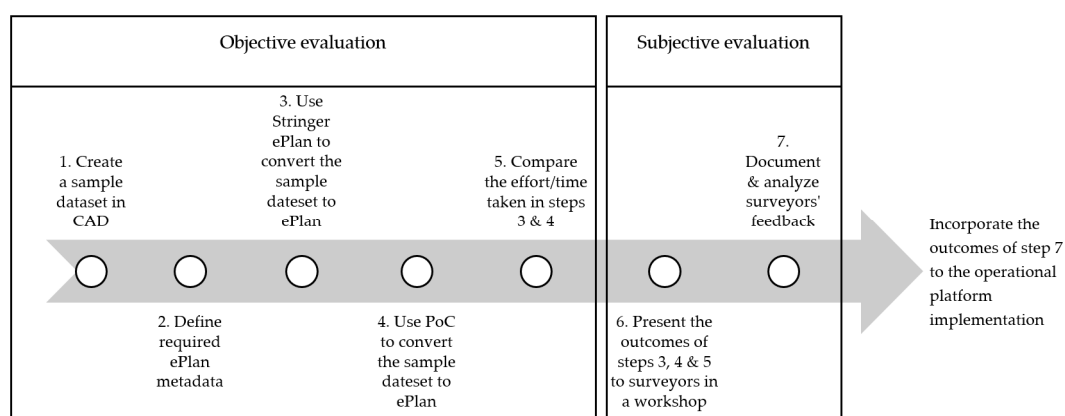 Objective evaluation
Subjective evaluation
1. Create
a sample
dataset in
CAD
2. Define
required
ePlan
metadata
3. Use
Stringer
ePlan to
convert the
sample
dateset to
ePlan
4. Use PoC
to convert
the sample
dateset to
ePlan
5. Compare
the effort/time
taken in steps
3 & 4
6. Present the
outcomes of
steps 3, 4 & 5
to surveyors in
a workshop
7.
Document
& analyze
surveyors'
feedback
Incorporate the
outcomes of step 7
to the operational
platform
implementation